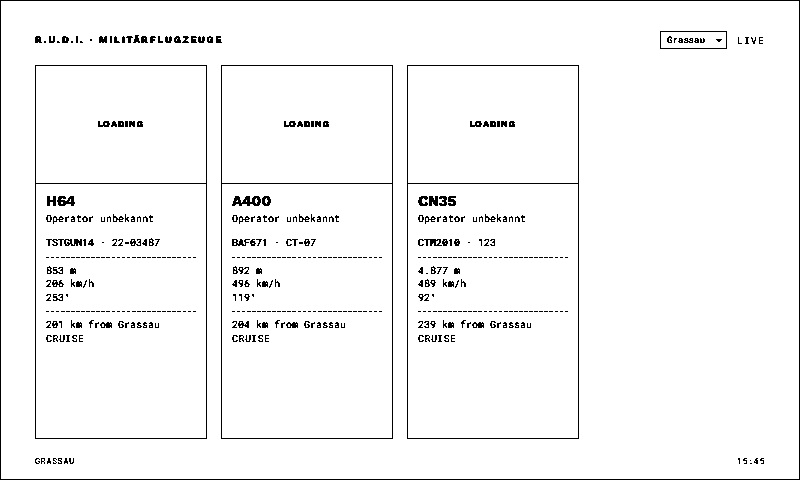 R.U.D.I. · MILITÄRFLUGZEUGE
Grassau
LIVE
LOADING
H64
Operator unbekannt
TSTGUN14 · 22-03487
853 m
206 km/h
253°
201 km from Grassau
CRUISE
LOADING
A400
Operator unbekannt
BAF671 · CT-07
892 m
496 km/h
119°
204 km from Grassau
CRUISE
LOADING
CN35
Operator unbekannt
CTM2010 · 123
4.877 m
489 km/h
92°
239 km from Grassau
CRUISE
GRASSAU
15:45